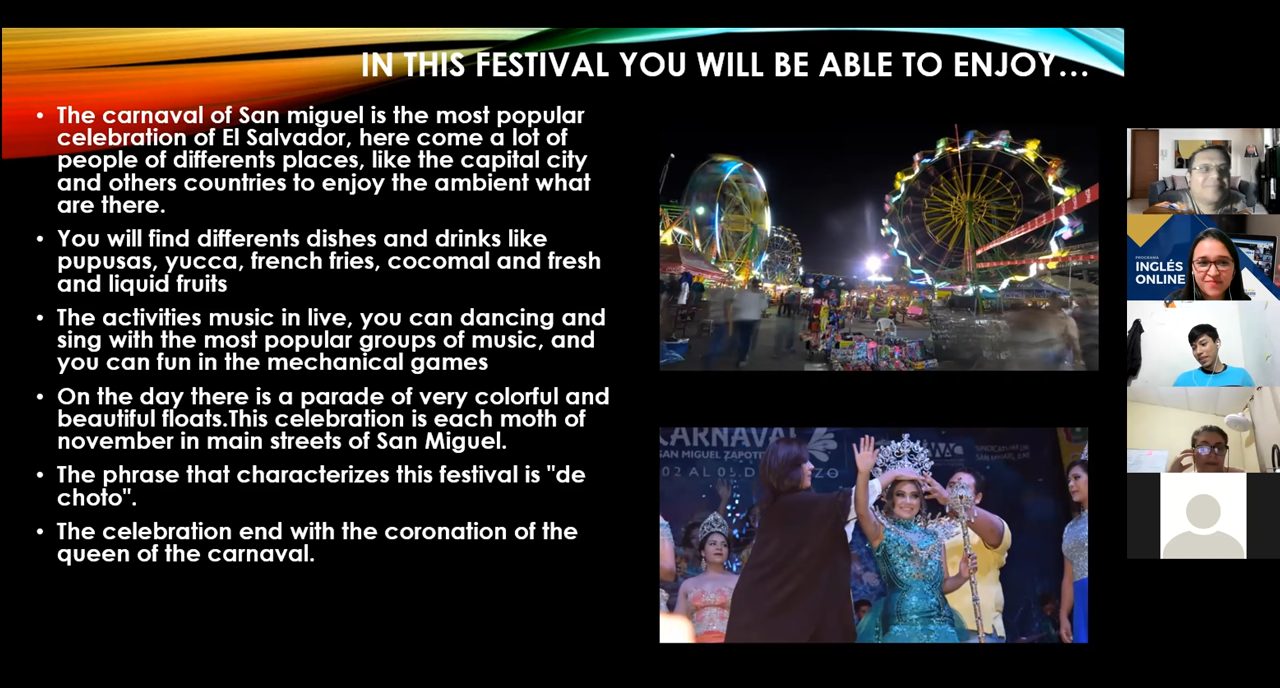 IN THIS FESTIVAL YOU WILL BE ABLE TO ENJOY...
• The carnaval of San miguel is the most popular
celebration of El Salvador, here come a lot of
people of differents places, like the capital city
and others countries to enjoy the ambient what
are there.
• You will find differents dishes and drinks like
pupusas, yucca, french fries, cocomal and fresh
and liquid fruits
• The activities music in live, you can dancing and
sing with the most popular groups of music, and
you can fun in the mechanical games
• On the day there is a parade of very colorful and
beautiful floats.This celebration is each moth of
november in main streets of San Miguel.
• The phrase that characterizes this festival is "de
choto".
• The celebration end with the coronation of the
queen of the carnaval.
CARNAVAL
SAN MIGUEL
PROGRAMA
INGLÉS
ONLINE